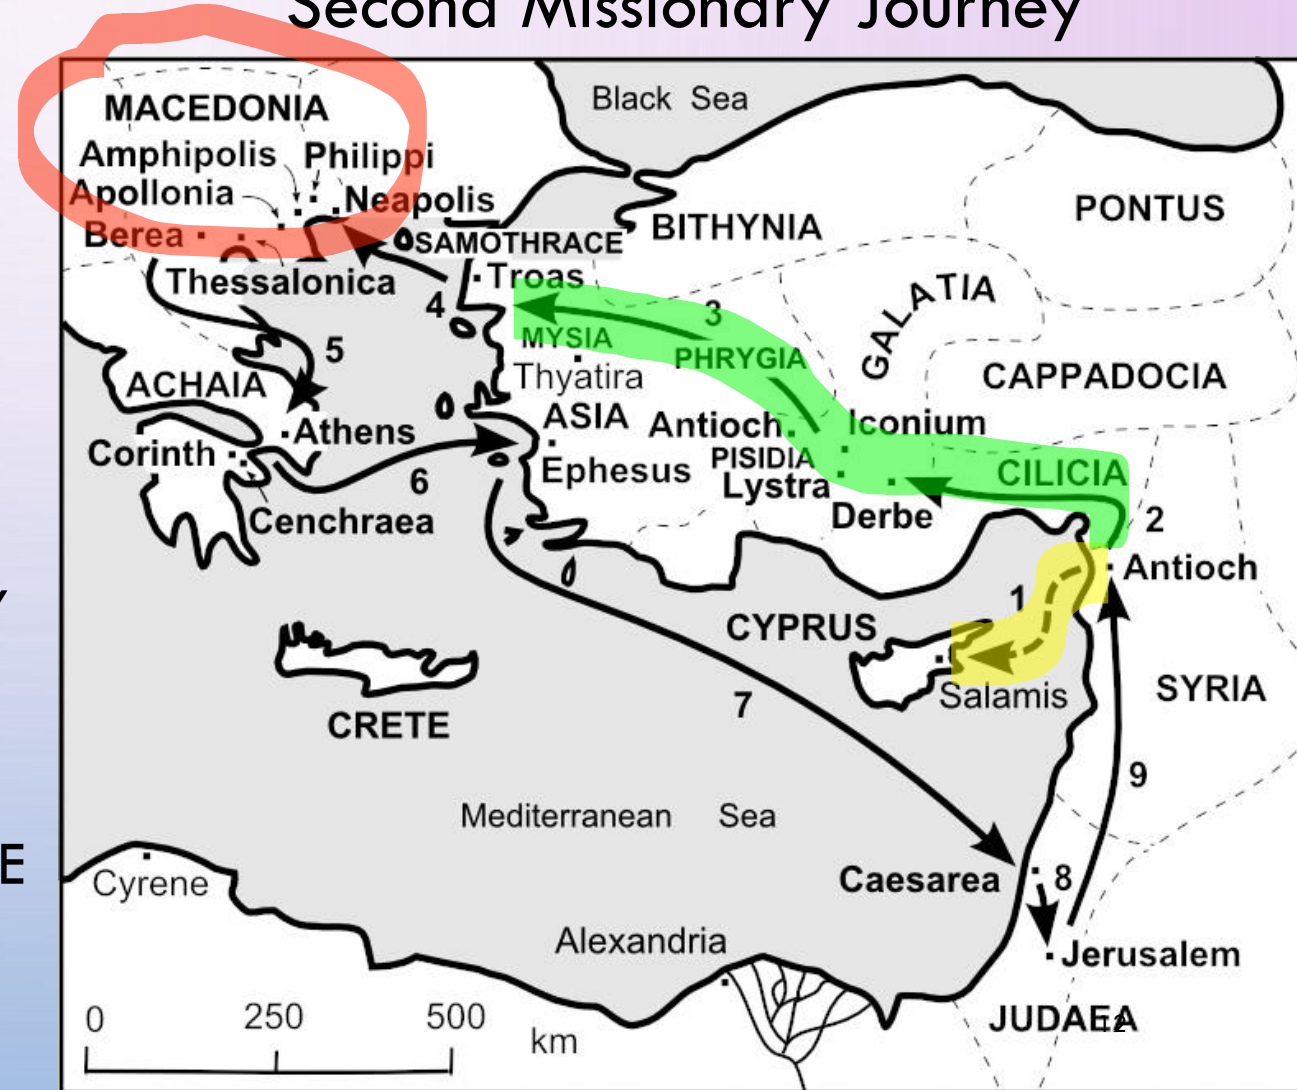 Second Missionary Journey
MACEDONIA
Black Sea
Amphipolis
Philippi
Apollonia
Neapolis
PONTUS
Berea
SAMOTHRACE
BITHYNIA
Thessalonica
Troas
4
3
GALATIA
5
MYSIA
PHRYGIA
Thyatira
CAPPADOCIA
ACHAIA
ASIA
Antioch
Iconium
Athens
Corinth
PISIDIA
CILICIA
6
Ephesus
Lystra
Cenchraea
Derbe
2
Antioch
1
CYPRUS
Salamis
SYRIA
CRETE
7
9
Mediterranean Sea
E
Cyrene
Caesarea
8
Alexandria
Jerusalem
0 250 500
km
JUDAEA
12